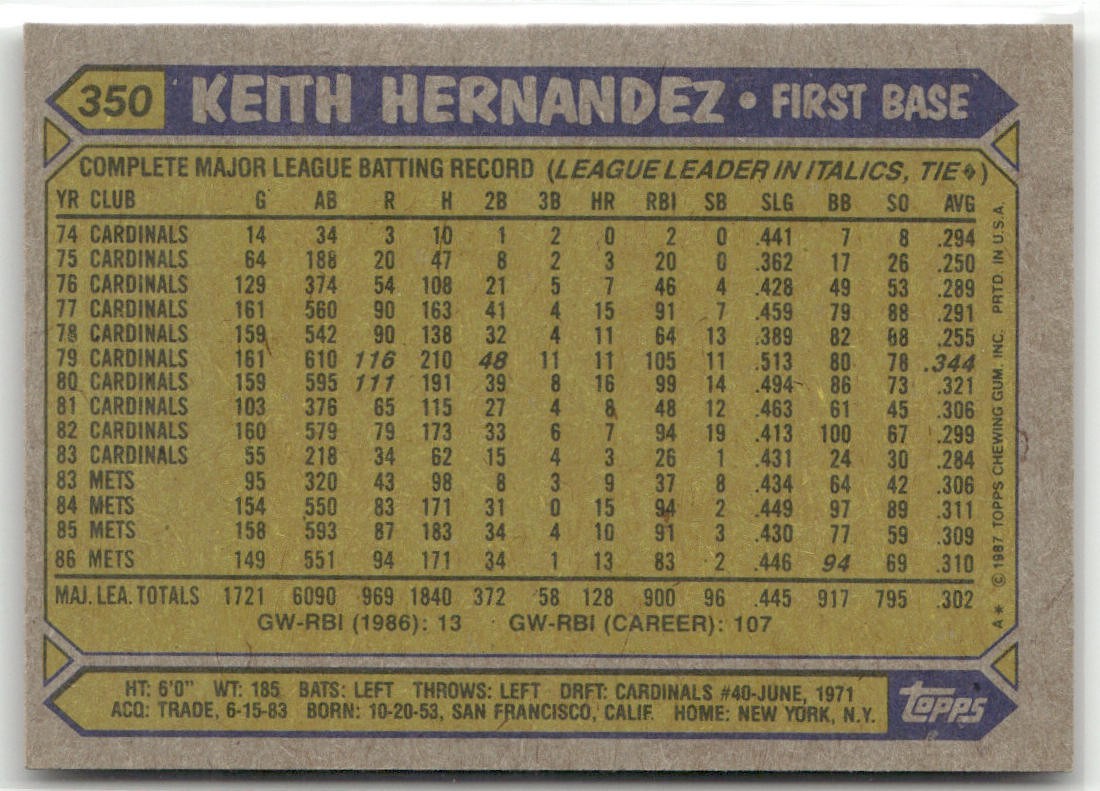 350 KEITH HERNANDEZ • FIRST BASE
COMPLETE MAJOR LEAGUE BATTING RECORD (LEAGUE LEADER IN ITALICS, TIE♦)
YR CLUB G AB R H 2B 3B HR RBI SB SLG BB SO AVG
74 CARDINALS 14 34 3 10 1 2 0 2 0 .441 7 8 .294
75 CARDINALS 64 188 20 47 8 2 3 20 0 .362 17 26 .250
76 CARDINALS 129 374 54 108 21 5 7 46 4 .428 49 53 .289
77 CARDINALS 161 560 90 163 41 4 15 91 7 .459 79 88 .291
78 CARDINALS 159 542 90 138 32 4 11 64 13 .389 82 68 .255
79 CARDINALS 161 610 116 210 48 11 11 105 11 .513 80 78 .344
80 CARDINALS 159 595 111 191 39 8 16 99 14 .494 86 73 .321
81 CARDINALS 103 376 65 115 27 4 8 48 12 .463 61 45 .306
82 CARDINALS 160 579 79 173 33 6 7 94 19 .413 100 67 .299
83 CARDINALS 55 218 34 62 15 4 3 26 1 .431 24 30 .284
83 METS 95 320 43 98 8 3 9 37 8 .434 64 42 .306
84 METS 154 550 83 171 31 0 15 94 2 .449 97 89 .311
85 METS 158 593 87 183 34 4 10 91 3 .430 77 59 .309
86 METS 149 551 94 171 34 1 13 83 2 .446 94 69 .310
MAJ. LEA. TOTALS 1721 6090 969 1840 372 58 128 900 96 .445 917 795 .302
GW-RBI (1986): 13 GW-RBI (CAREER): 107
A* © 1987 TOPPS CHEWING GUM, INC. PRTD. IN U.S.A.
HT: 6'0" WT: 185 BATS: LEFT THROWS: LEFT DRFT: CARDINALS #40-JUNE, 1971
ACQ: TRADE, 6-15-83 BORN: 10-20-53, SAN FRANCISCO, CALIF. HOME: NEW YORK, N.Y.
topps